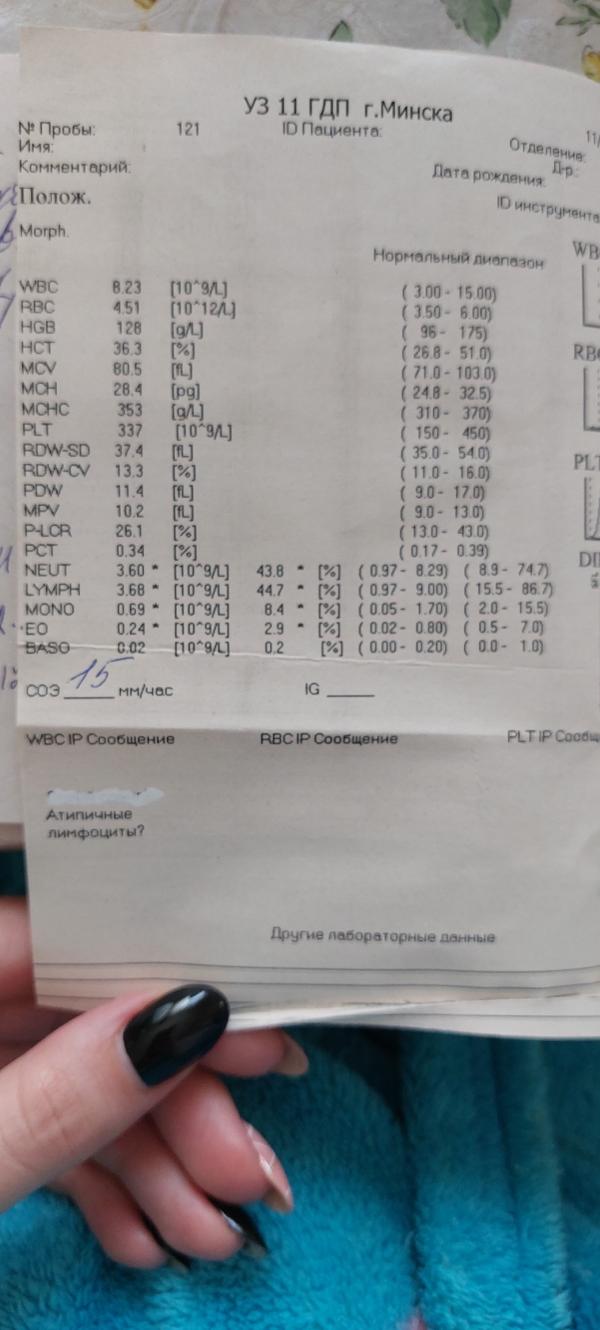 УЗ 11 ГДП г.Минска
№ Пробы: 121 ID Пациента: 11/
Имя: Отделение:
Комментарий: Д-р.:
Дата рождения:
Полож. ID инструмента
Morph.
Нормальный диапазон WB
WBC 8.23 [10^9/L] ( 3.00 - 15.00)
RBC 4.51 [10^12/L] ( 3.50 - 6.00)
HGB 128 [g/L] ( 96 - 175)
HCT 36.3 [%] ( 26.8 - 51.0) RB
MCV 80.5 [fL] ( 71.0 - 103.0)
MCH 28.4 [pg] ( 24.8 - 32.5)
MCHC 353 [g/L] ( 310 - 370)
PLT 337 [10^9/L] ( 150 - 450)
RDW-SD 37.4 [fL] ( 35.0 - 54.0) PLT
RDW-CV 13.3 [%] ( 11.0 - 16.0)
PDW 11.4 [fL] ( 9.0 - 17.0)
MPV 10.2 [fL] ( 9.0 - 13.0)
P-LCR 26.1 [%] ( 13.0 - 43.0)
PCT 0.34 [%] ( 0.17 - 0.39) DI
NEUT 3.60 * [10^9/L] 43.8 * [%] ( 0.97 - 8.29) ( 8.9 - 74.7)
LYMPH 3.68 * [10^9/L] 44.7 * [%] ( 0.97 - 9.00) ( 15.5 - 86.7)
MONO 0.69 * [10^9/L] 8.4 * [%] ( 0.05 - 1.70) ( 2.0 - 15.5)
EO 0.24 * [10^9/L] 2.9 * [%] ( 0.02 - 0.80) ( 0.5 - 7.0)
BASO 0.02 [10^9/L] 0.2 [%] ( 0.00 - 0.20) ( 0.0 - 1.0)
СОЭ 15 мм/час IG
WBC IP Сообщение RBC IP Сообщение PLT IP Сообщ
Атипичные
лимфоциты?
Другие лабораторные данные